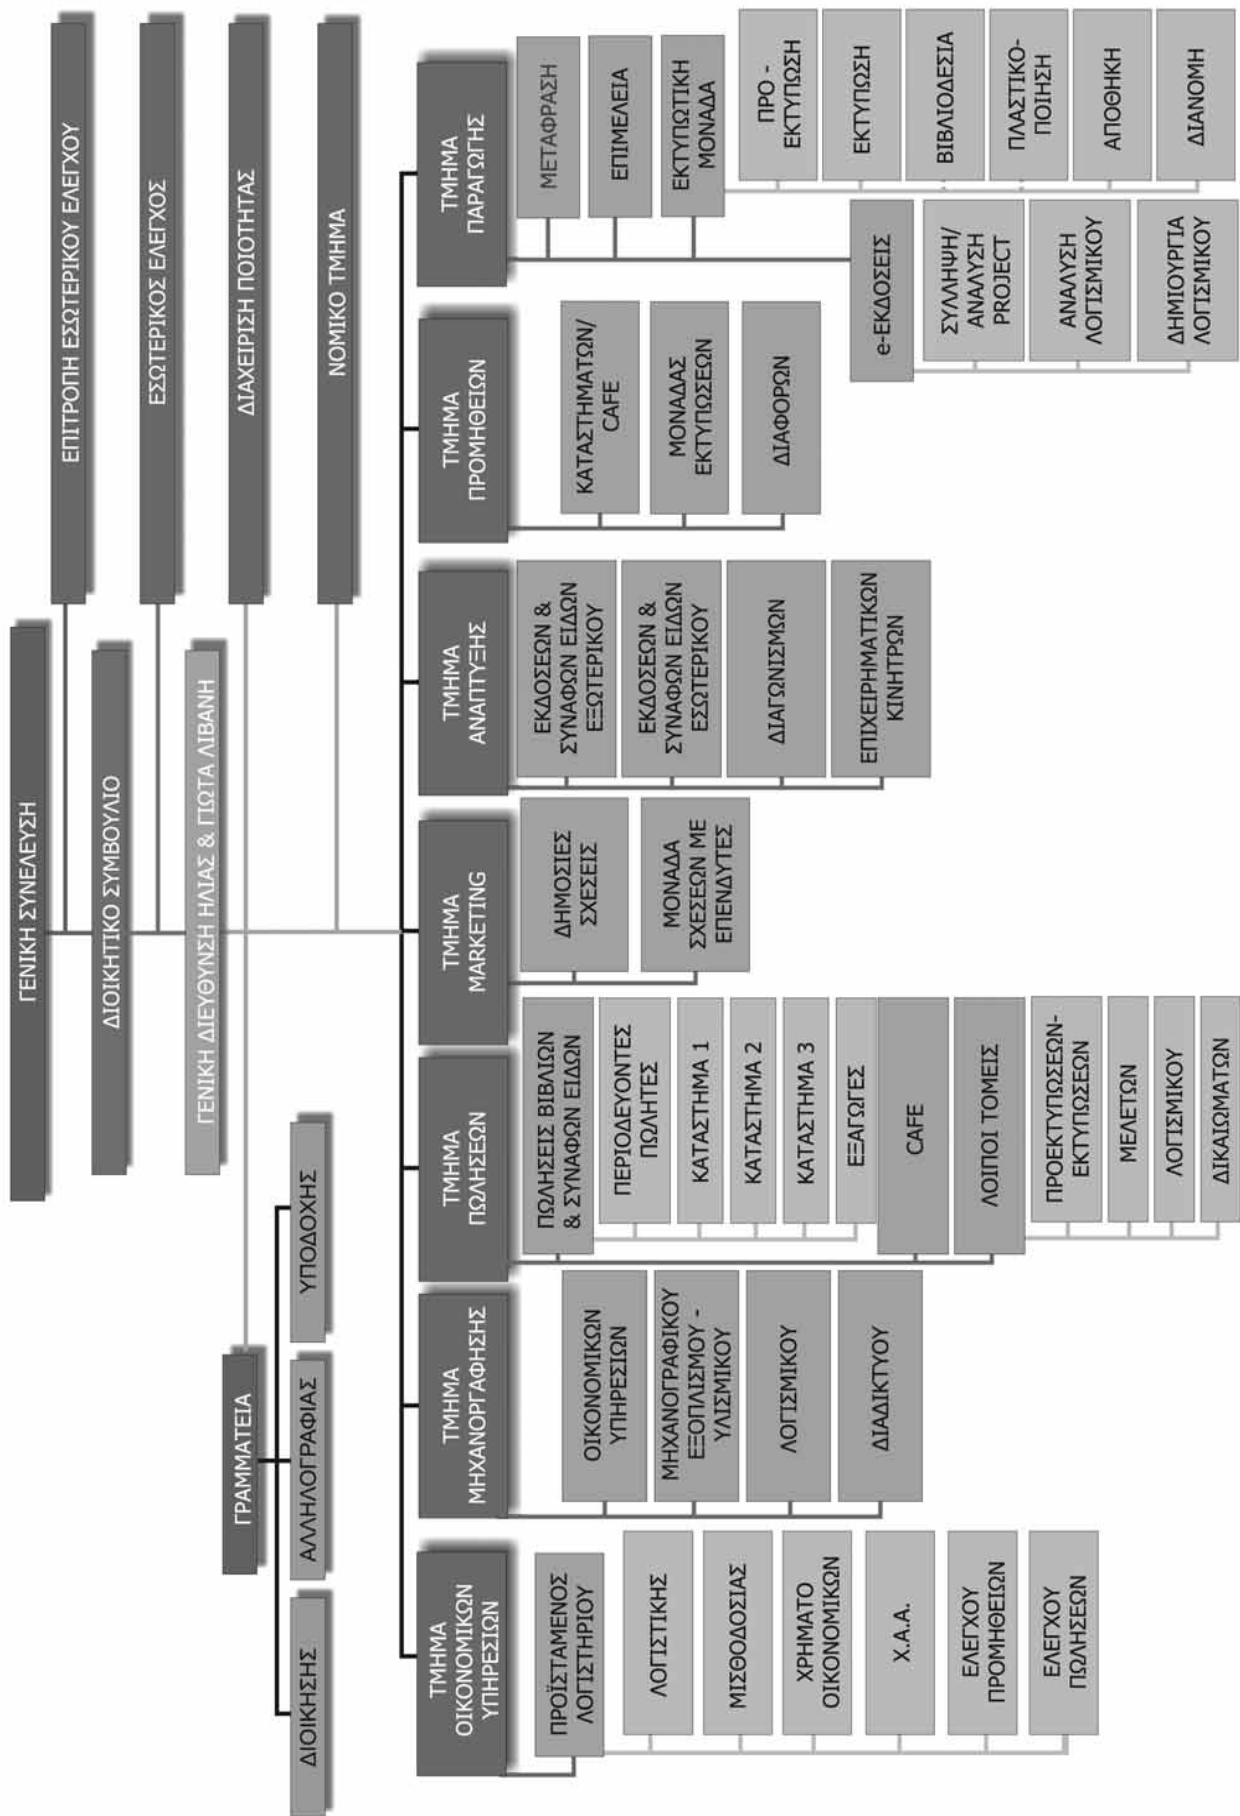 ΓΕΝΙΚΗ ΣΥΝΕΛΕΥΣΗ
ΕΠΙΤΡΟΠΗ ΕΣΩΤΕΡΙΚΟΥ ΕΛΕΓΧΟΥ
ΔΙΟΙΚΗΤΙΚΟ ΣΥΜΒΟΥΛΙΟ
ΕΣΩΤΕΡΙΚΟΣ ΕΛΕΓΧΟΣ
ΓΕΝΙΚΗ ΔΙΕΥΘΥΝΣΗ ΗΛΙΑΣ & ΓΙΩΤΑ ΛΙΒΑΝΗ
ΔΙΑΧΕΙΡΙΣΗ ΠΟΙΟΤΗΤΑΣ
ΓΡΑΜΜΑΤΕΙΑ
ΔΙΟΙΚΗΣΗΣ
ΑΛΛΗΛΟΓΡΑΦΙΑΣ
ΥΠΟΔΟΧΗΣ
ΝΟΜΙΚΟ ΤΜΗΜΑ
ΤΜΗΜΑ
ΟΙΚΟΝΟΜΙΚΩΝ
ΥΠΗΡΕΣΙΩΝ
ΠΡΟΪΣΤΑΜΕΝΟΣ
ΛΟΓΙΣΤΗΡΙΟΥ
ΛΟΓΙΣΤΙΚΗΣ
ΜΙΣΘΟΔΟΣΙΑΣ
ΧΡΗΜΑΤΟ
ΟΙΚΟΝΟΜΙΚΩΝ
Χ.Α.Α.
ΕΛΕΓΧΟΥ
ΠΡΟΜΗΘΕΙΩΝ
ΕΛΕΓΧΟΥ
ΠΩΛΗΣΕΩΝ
ΤΜΗΜΑ
ΜΗΧΑΝΟΡΓΑΦΗΣΗΣ
ΟΙΚΟΝΟΜΙΚΩΝ
ΥΠΗΡΕΣΙΩΝ
ΜΗΧΑΝΟΓΡΑΦΙΚΟΥ
ΕΞΟΠΛΙΣΜΟΥ -
ΥΛΙΣΜΙΚΟΥ
ΛΟΓΙΣΜΙΚΟΥ
ΔΙΑΔΙΚΤΥΟΥ
ΤΜΗΜΑ
ΠΩΛΗΣΕΩΝ
ΠΩΛΗΣΕΙΣ ΒΙΒΛΙΩΝ
& ΣΥΝΑΦΩΝ ΕΙΔΩΝ
ΠΕΡΙΟΔΕΥΟΝΤΕΣ
ΠΩΛΗΤΕΣ
ΚΑΤΑΣΤΗΜΑ 1
ΚΑΤΑΣΤΗΜΑ 2
ΚΑΤΑΣΤΗΜΑ 3
ΕΞΑΓΩΓΕΣ
CAFE
ΛΟΙΠΟΙ ΤΟΜΕΙΣ
ΠΡΟΕΚΤΥΠΩΣΕΩΝ-
ΕΚΤΥΠΩΣΕΩΝ
ΜΕΛΕΤΩΝ
ΛΟΓΙΣΜΙΚΟΥ
ΔΙΚΑΙΩΜΑΤΩΝ
ΤΜΗΜΑ
MARKETING
ΔΗΜΟΣΙΕΣ
ΣΧΕΣΕΙΣ
ΜΟΝΑΔΑ
ΣΧΕΣΕΩΝ ΜΕ
ΕΠΕΝΔΥΤΕΣ
ΤΜΗΜΑ
ΑΝΑΠΤΥΞΗΣ
ΕΚΔΟΣΕΩΝ &
ΣΥΝΑΦΩΝ ΕΙΔΩΝ
ΕΞΩΤΕΡΙΚΟΥ
ΕΚΔΟΣΕΩΝ &
ΣΥΝΑΦΩΝ ΕΙΔΩΝ
ΕΣΩΤΕΡΙΚΟΥ
ΔΙΑΓΩΝΙΣΜΩΝ
ΕΠΙΧΕΙΡΗΜΑΤΙΚΩΝ
ΚΙΝΗΤΡΩΝ
ΤΜΗΜΑ
ΠΡΟΜΗΘΕΙΩΝ
ΚΑΤΑΣΤΗΜΑΤΩΝ/
CAFE
ΜΟΝΑΔΑΣ
ΕΚΤΥΠΩΣΕΩΝ
ΔΙΑΦΟΡΩΝ
ΤΜΗΜΑ
ΠΑΡΑΓΩΓΗΣ
ΜΕΤΑΦΡΑΣΗ
ΕΠΙΜΕΛΕΙΑ
ΕΚΤΥΠΩΤΙΚΗ
ΜΟΝΑΔΑ
ΠΡΟ -
ΕΚΤΥΠΩΣΗ
ΕΚΤΥΠΩΣΗ
ΒΙΒΛΙΟΔΕΣΙΑ
ΠΛΑΣΤΙΚΟ-
ΠΟΙΗΣΗ
ΑΠΟΘΗΚΗ
ΔΙΑΝΟΜΗ
e-ΕΚΔΟΣΕΙΣ
ΣΥΛΛΗΨΗ/
ΑΝΑΛΥΣΗ
PROJECT
ΑΝΑΛΥΣΗ
ΛΟΓΙΣΜΙΚΟΥ
ΔΗΜΙΟΥΡΓΙΑ
ΛΟΓΙΣΜΙΚΟΥ